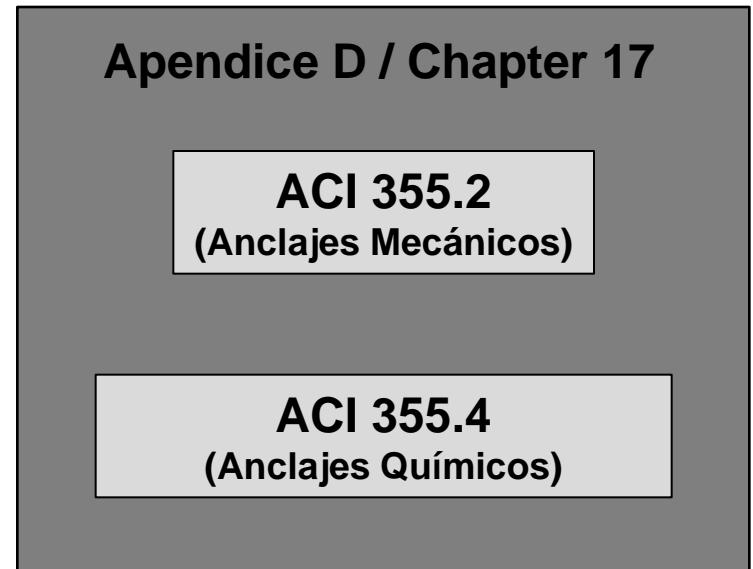 Apendice D / Chapter 17
ACI 355.2
(Anclajes Mecánicos)
ACI 355.4
(Anclajes Químicos)